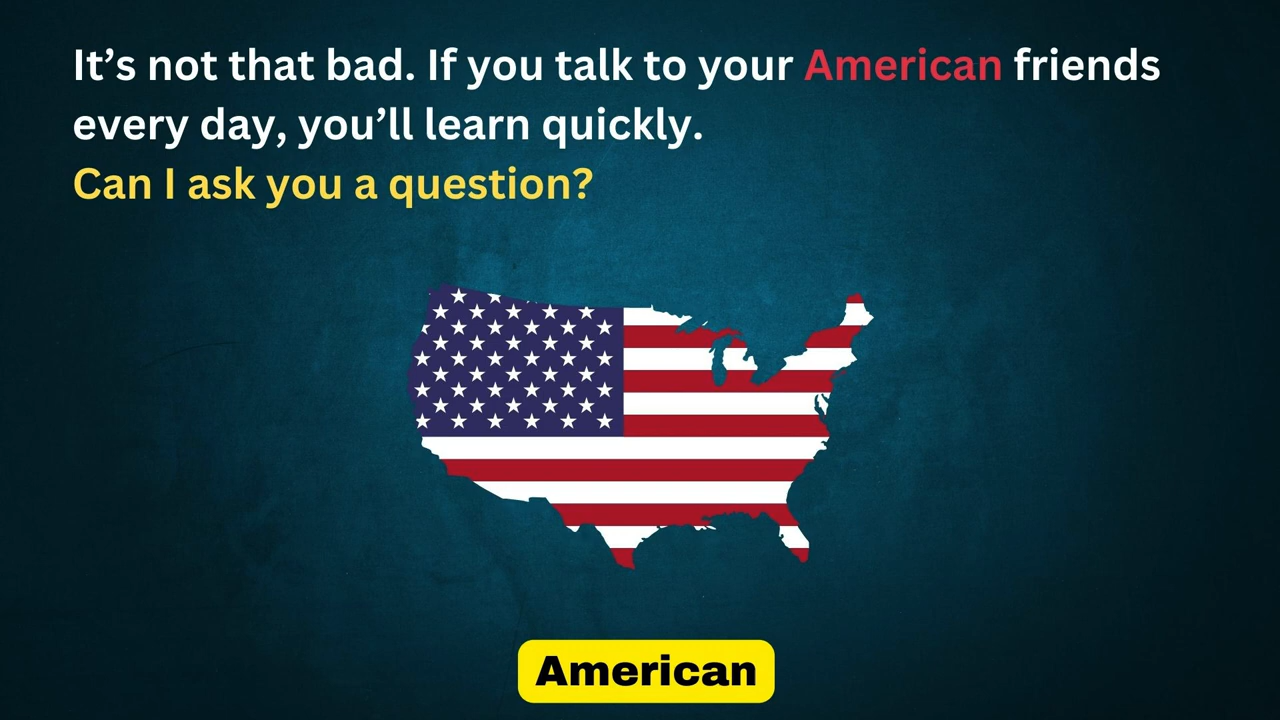 It’s not that bad. If you talk to your American friends
every day, you’ll learn quickly.
Can I ask you a question?
American